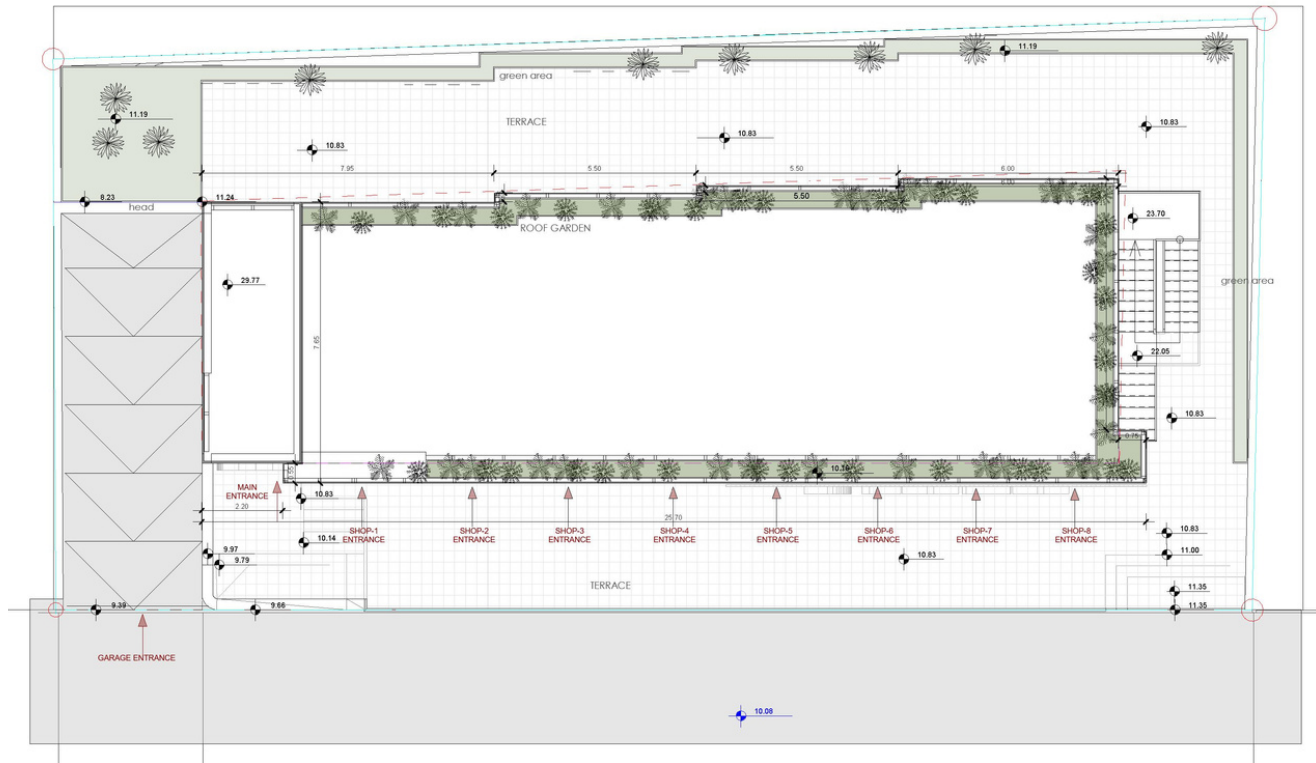 11.19
green area
11.19
TERRACE
10.83
10.83
10.83
7.95
5.50
5.50
6.00
6.00
5.50
8.23
11.24
head
ROOF GARDEN
23.70
29.77
green area
7.65
22.05
10.83
0.75
10.10
MAIN
ENTRANCE
10.83
2.20
25.70
SHOP-1
ENTRANCE
SHOP-2
ENTRANCE
SHOP-3
ENTRANCE
SHOP-4
ENTRANCE
SHOP-5
ENTRANCE
SHOP-6
ENTRANCE
SHOP-7
ENTRANCE
SHOP-8
ENTRANCE
10.83
10.14
9.97
9.79
10.83
11.00
TERRACE
11.35
9.39
9.66
11.35
GARAGE ENTRANCE
10.08